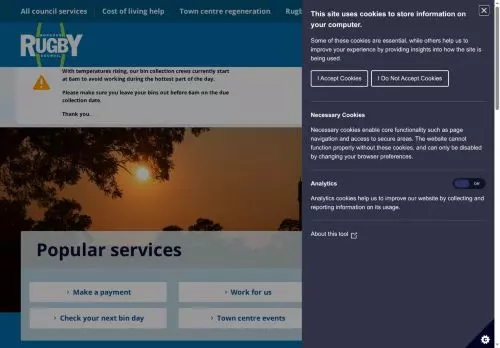 All council services
Cost of living help
Town centre regeneration
Rugb
BOROUGH
RUGBY
COUNCIL
With temperatures rising, our bin collection crews currently start
at 6am to avoid working during the hottest part of the day.
Please make sure you leave your bins out before 6am on the due
collection date.
Thank you.
Popular services
Make a payment
Work for us
Check your next bin day
Town centre events
This site uses cookies to store information on
your computer.
Some of these cookies are essential, while others help us to
improve your experience by providing insights into how the site is
being used.
I Accept Cookies
I Do Not Accept Cookies
Necessary Cookies
Necessary cookies enable core functionality such as page
navigation and access to secure areas. The website cannot
function properly without these cookies, and can only be disabled
by changing your browser preferences.
Analytics
Off
Analytics cookies help us to improve our website by collecting and
reporting information on its usage.
About this tool